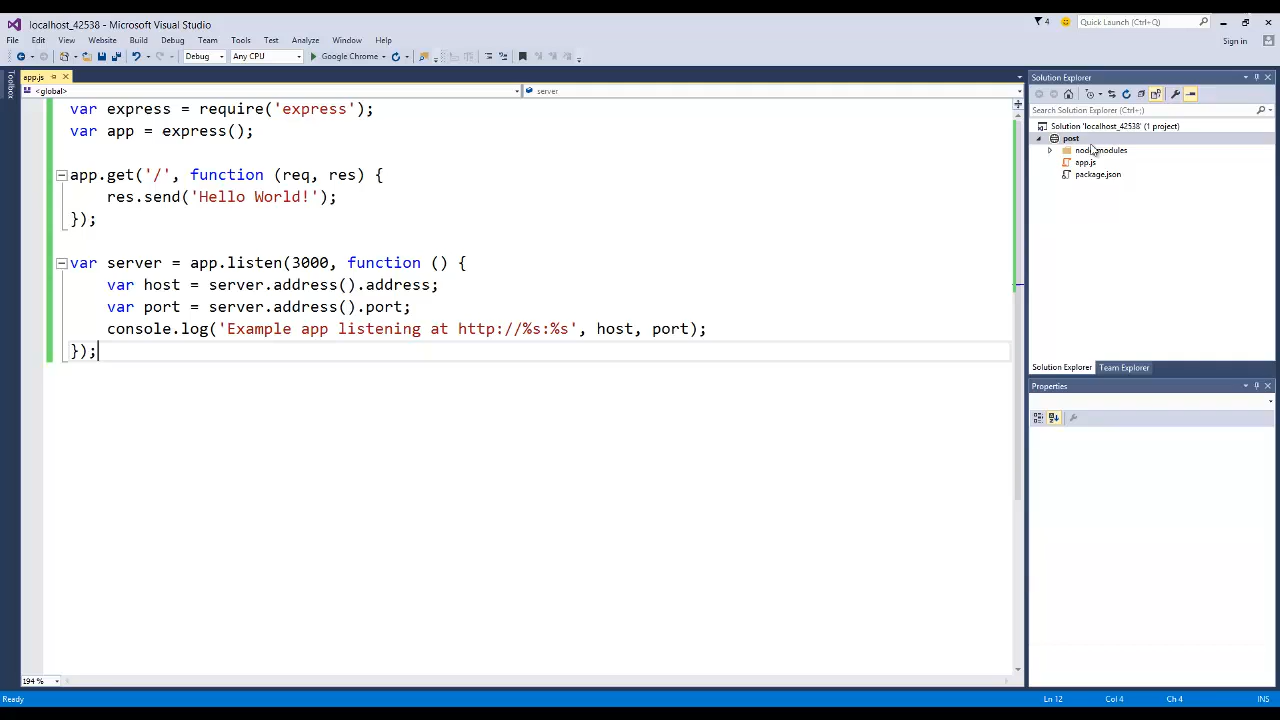 localhost_42538 - Microsoft Visual Studio
4
Quick Launch (Ctrl+Q)
File Edit View Website Build Debug Team Tools Test Analyze Window Help
Sign in
Debug Any CPU Google Chrome
Toolbox
app.js
<global> server
var express = require('express');
var app = express();
app.get('/', function (req, res) {
res.send('Hello World!');
});
var server = app.listen(3000, function () {
var host = server.address().address;
var port = server.address().port;
console.log('Example app listening at http://%s:%s', host, port);
});
194 %
Solution Explorer
Search Solution Explorer (Ctrl+;)
Solution 'localhost_42538' (1 project)
post
node_modules
app.js
package.json
Solution Explorer Team Explorer
Properties
Ready Ln 12 Col 4 Ch 4 INS